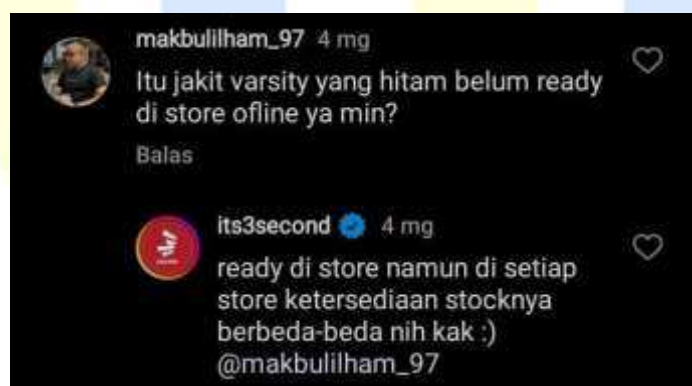 makbulilham_97 4 mg
Itu jakit varsity yang hitam belum ready
di store ofline ya min?
Balas
its3second 4 mg
ready di store namun di setiap
store ketersediaan stocknya
berbeda-beda nih kak :)
@makbulilham_97